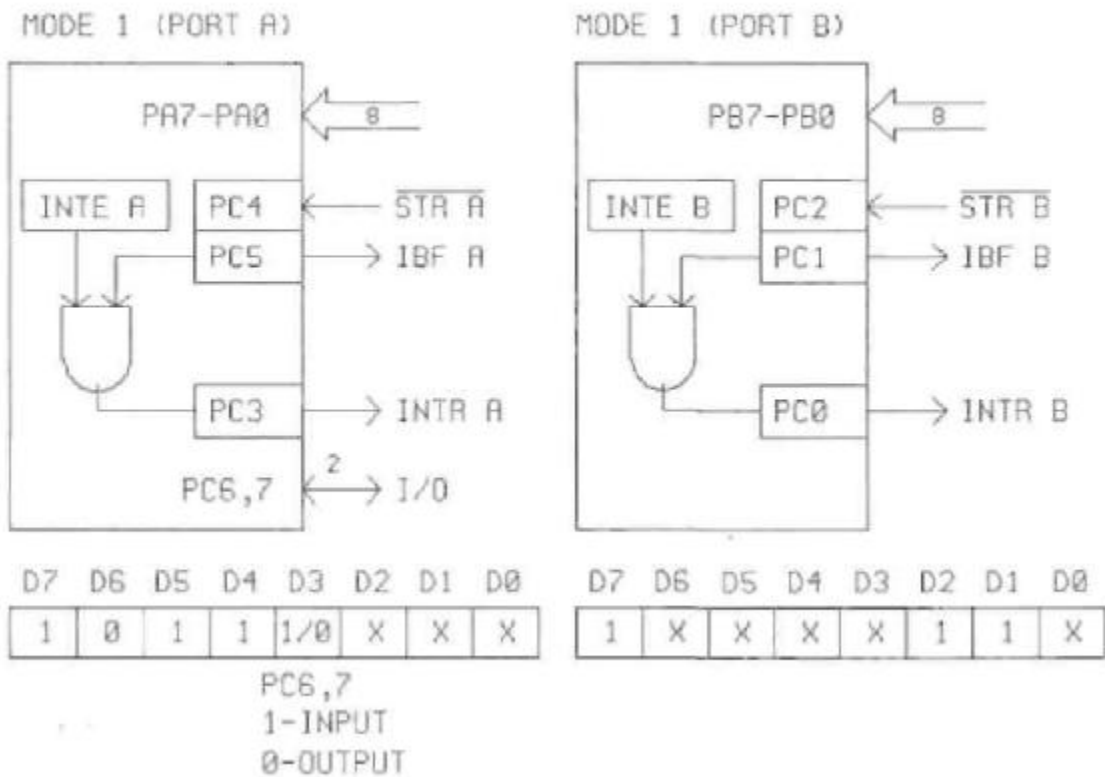 MODE 1 (PORT A)
PA7-PA0
8
INTE A
PC4
STR A
PC5
IBF A
PC3
INTR A
PC6,7
2
I/O
D7 D6 D5 D4 D3 D2 D1 D0
1 0 1 1 1/0 X X X
PC6,7
1-INPUT
0-OUTPUT
MODE 1 (PORT B)
PB7-PB0
8
INTE B
PC2
STR B
PC1
IBF B
PC0
INTR B
D7 D6 D5 D4 D3 D2 D1 D0
1 X X X X 1 1 X